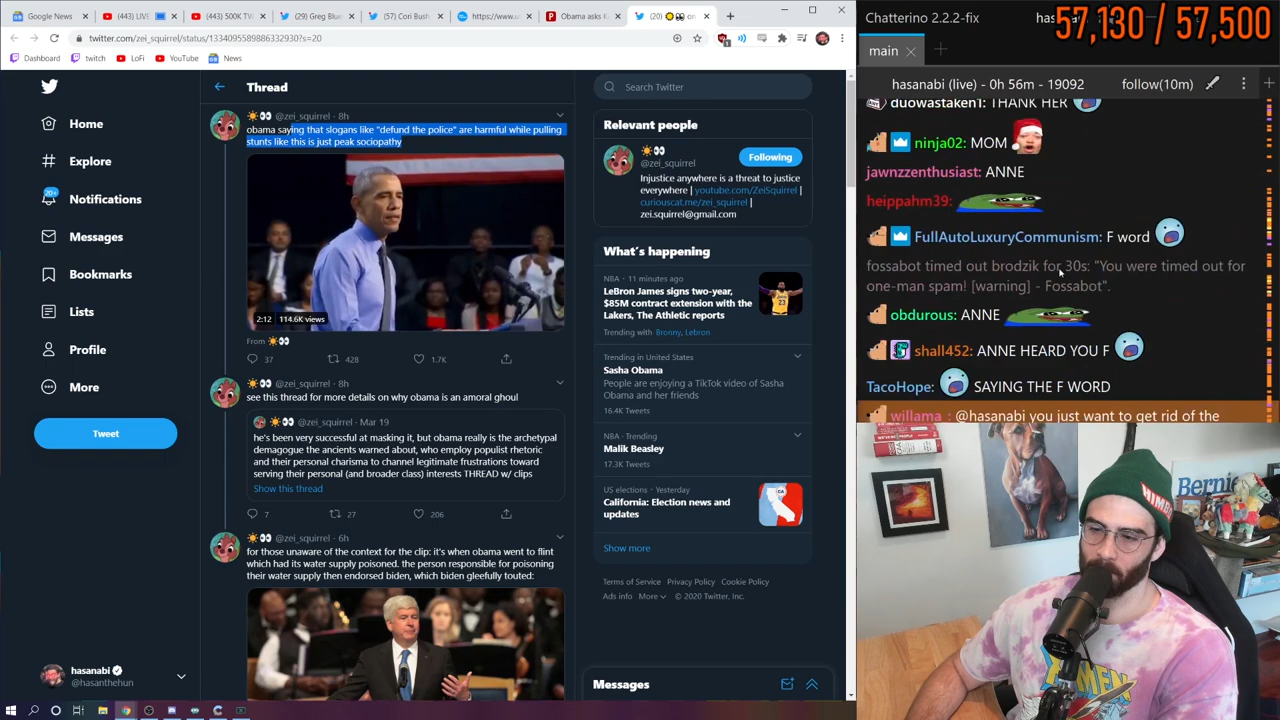 Google News
(443) LIVE
(443) 500K TW
(29) Greg Blue
(57) Cori Bush
https://www.u
Obama asks K
(20) on
twitter.com/zei_squirrel/status/1334095589886332930?s=20
Dashboard
twitch
LoFi
YouTube
News
Home
Explore
20+
Notifications
Messages
Bookmarks
Lists
Profile
More
Tweet
hasanabi
@hasanthehun
Thread
@zei_squirrel · 8h
obama saying that slogans like "defund the police" are harmful while pulling
stunts like this is just peak sociopathy
2:12 114.6K views
From ☀️👀
37 428 1.7K
@zei_squirrel · 8h
see this thread for more details on why obama is an amoral ghoul
@zei_squirrel · Mar 19
he's been very successful at masking it, but obama really is the archetypal
demagogue the ancients warned about, who employ populist rhetoric
and their personal charisma to channel legitimate frustrations toward
serving their personal (and broader class) interests THREAD w/ clips
Show this thread
7 27 206
@zei_squirrel · 6h
for those unaware of the context for the clip: it's when obama went to flint
which had its water supply poisoned. the person responsible for poisoning
their water supply then endorsed biden, which biden gleefully touted:
Search Twitter
Relevant people
@zei_squirrel
Following
Injustice anywhere is a threat to justice
everywhere | youtube.com/ZeiSquirrel |
curiouscat.me/zei_squirrel |
zei.squirrel@gmail.com
What's happening
NBA · 11 minutes ago
LeBron James signs two-year,
$85M contract extension with the
Lakers, The Athletic reports
Trending with Bronny, Lebron
Trending in United States
Sasha Obama
People are enjoying a TikTok video of Sasha
Obama and her friends
16.4K Tweets
NBA · Trending
Malik Beasley
17.3K Tweets
US elections · Yesterday
California: Election news and
updates
Show more
Terms of Service Privacy Policy Cookie Policy
Ads info More © 2020 Twitter, Inc.
Messages
Chatterino 2.2.2-fix
has
57,130 / 57,500
main
hasanabi (live) - 0h 56m - 19092 follow(10m)
duowastaken1: THANK HER
ninja02: MOM
jawnzzenthusiast: ANNE
heippahm39:
FullAutoLuxuryCommunism: F word
fossabot timed out brodzik for 30s: "You were timed out for
one-man spam! [warning] - Fossabot".
obdurous: ANNE
shall452: ANNE HEARD YOU F
TacoHope: SAYING THE F WORD
willama : @hasanabi you just want to get rid of the
Bernie
HIMBO